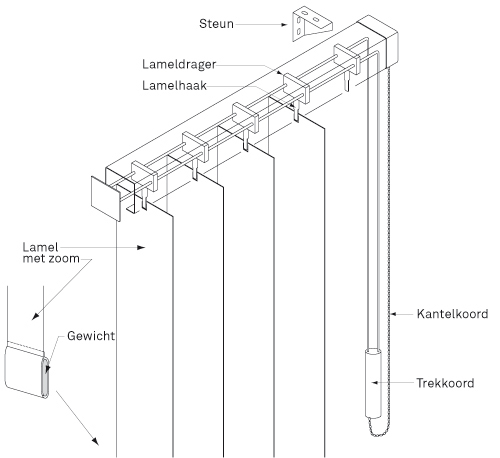 Steun
Lameldrager
Lamelhaak
Lamel
met zoom
Gewicht
Kantelkoord
Trekkoord